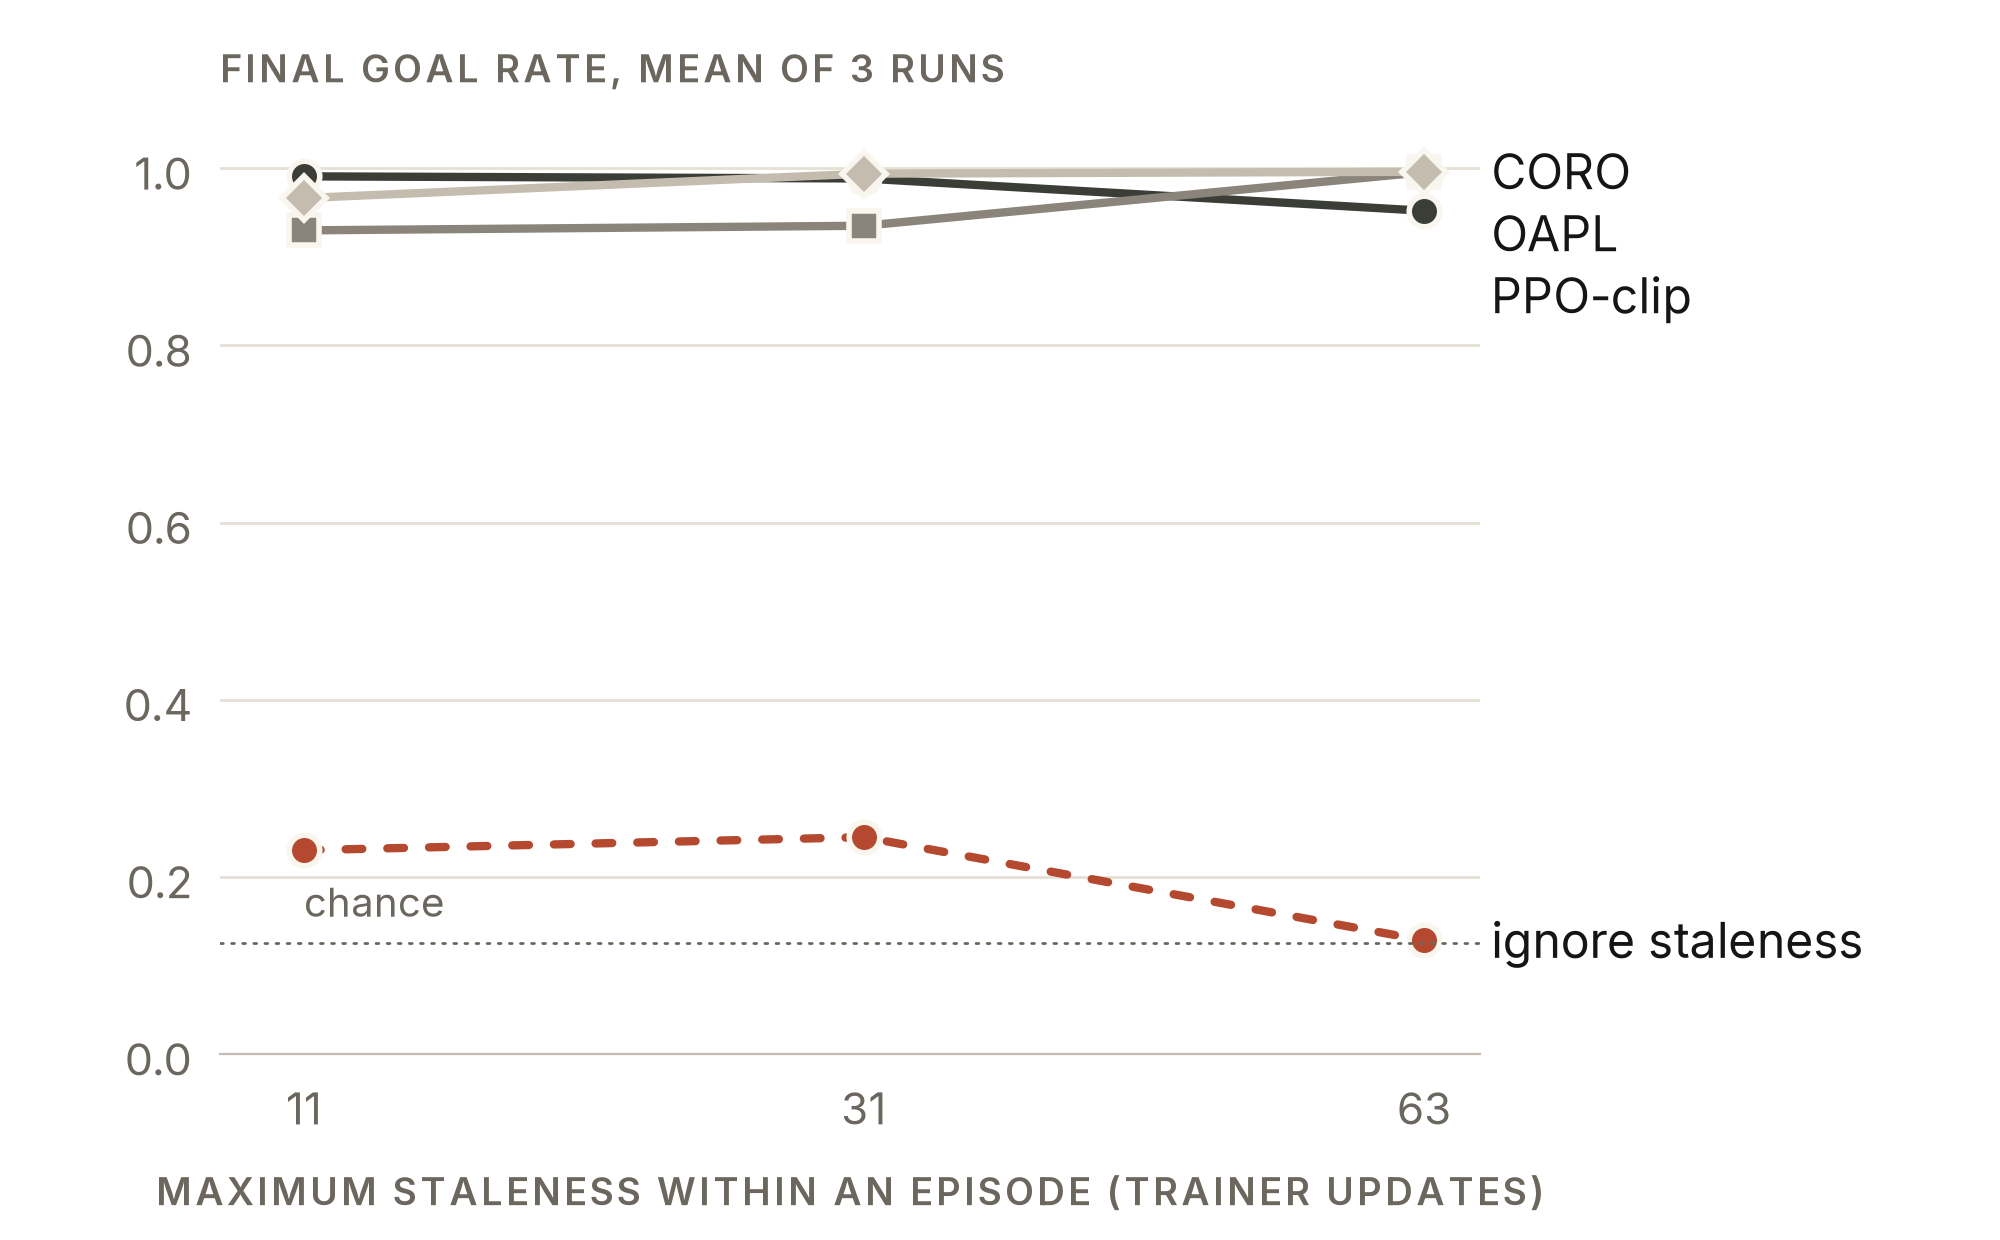 FINAL GOAL RATE, MEAN OF 3 RUNS
1.0
CORO
OAPL
PPO-clip
0.8
0.6
0.4
0.2
chance
ignore staleness
0.0
11 31 63
MAXIMUM STALENESS WITHIN AN EPISODE (TRAINER UPDATES)